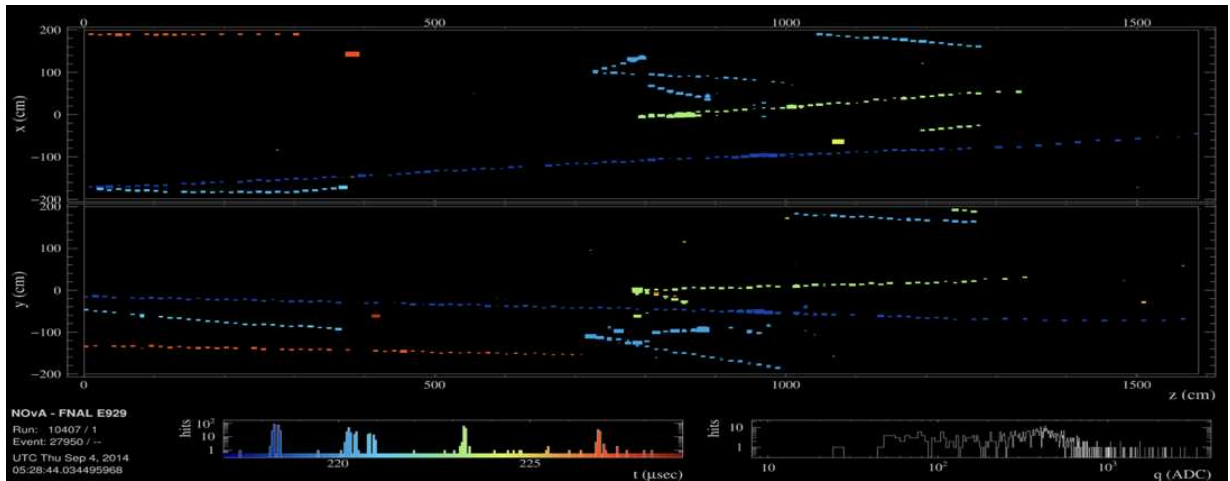 0 500 1000 1500
200
100
0
−100
−200
x (cm)
200
100
0
−100
−200
y (cm)
0 500 1000 1500
z (cm)
NOvA - FNAL E929
Run: 10407 / 1
Event: 27950 / --
UTC Thu Sep 4, 2014
05:28:44.034495968
hits
10²
10
1
220 225
t (μsec)
hits
10
1
10 10² 10³
q (ADC)